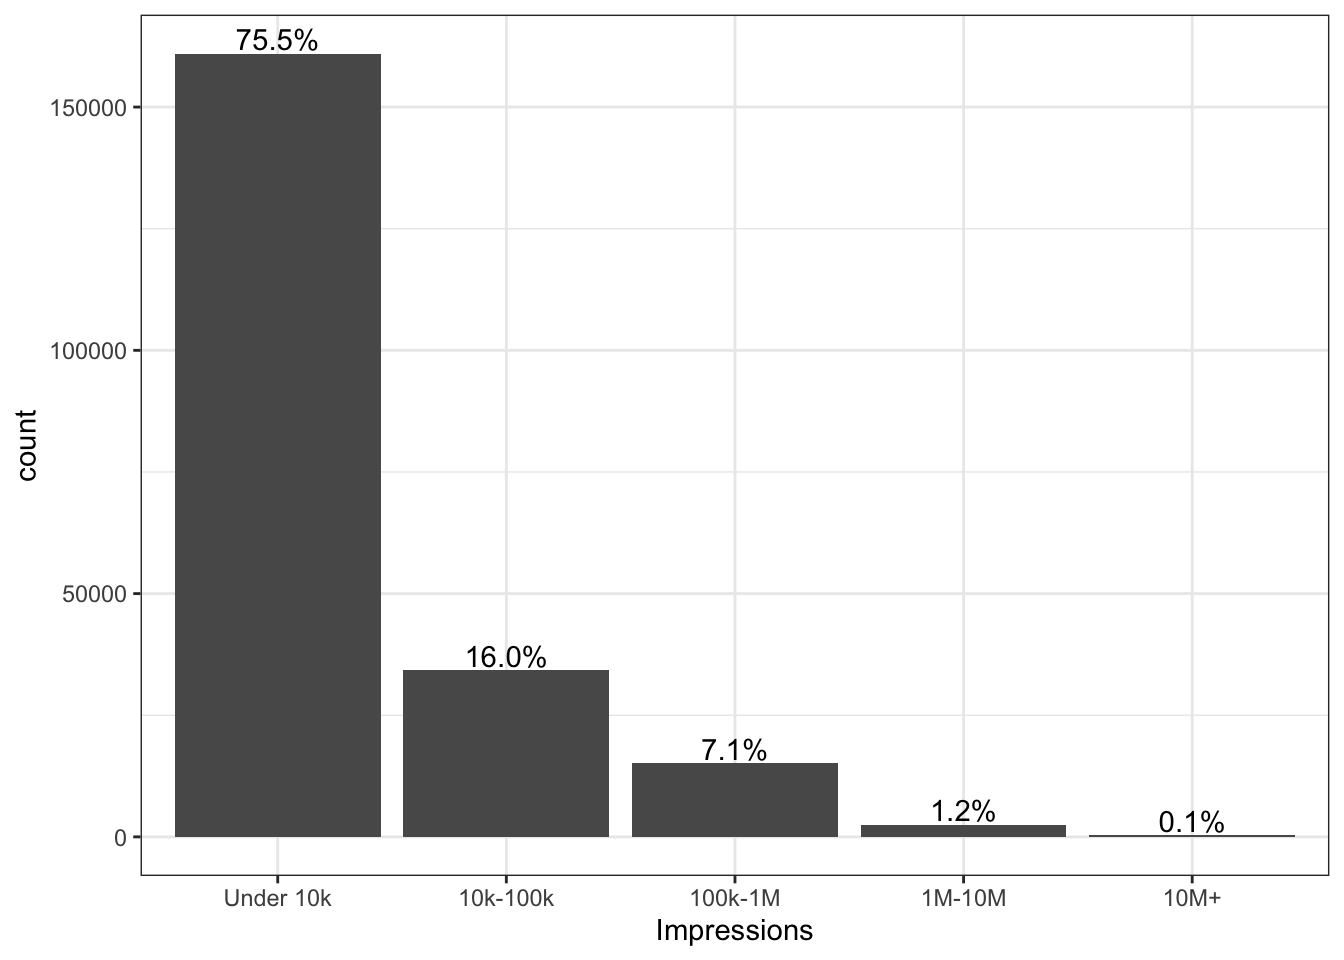 75.5%
150000
100000
count
50000
16.0%
7.1%
1.2%
0.1%
0
Under 10k
10k-100k
100k-1M
1M-10M
10M+
Impressions